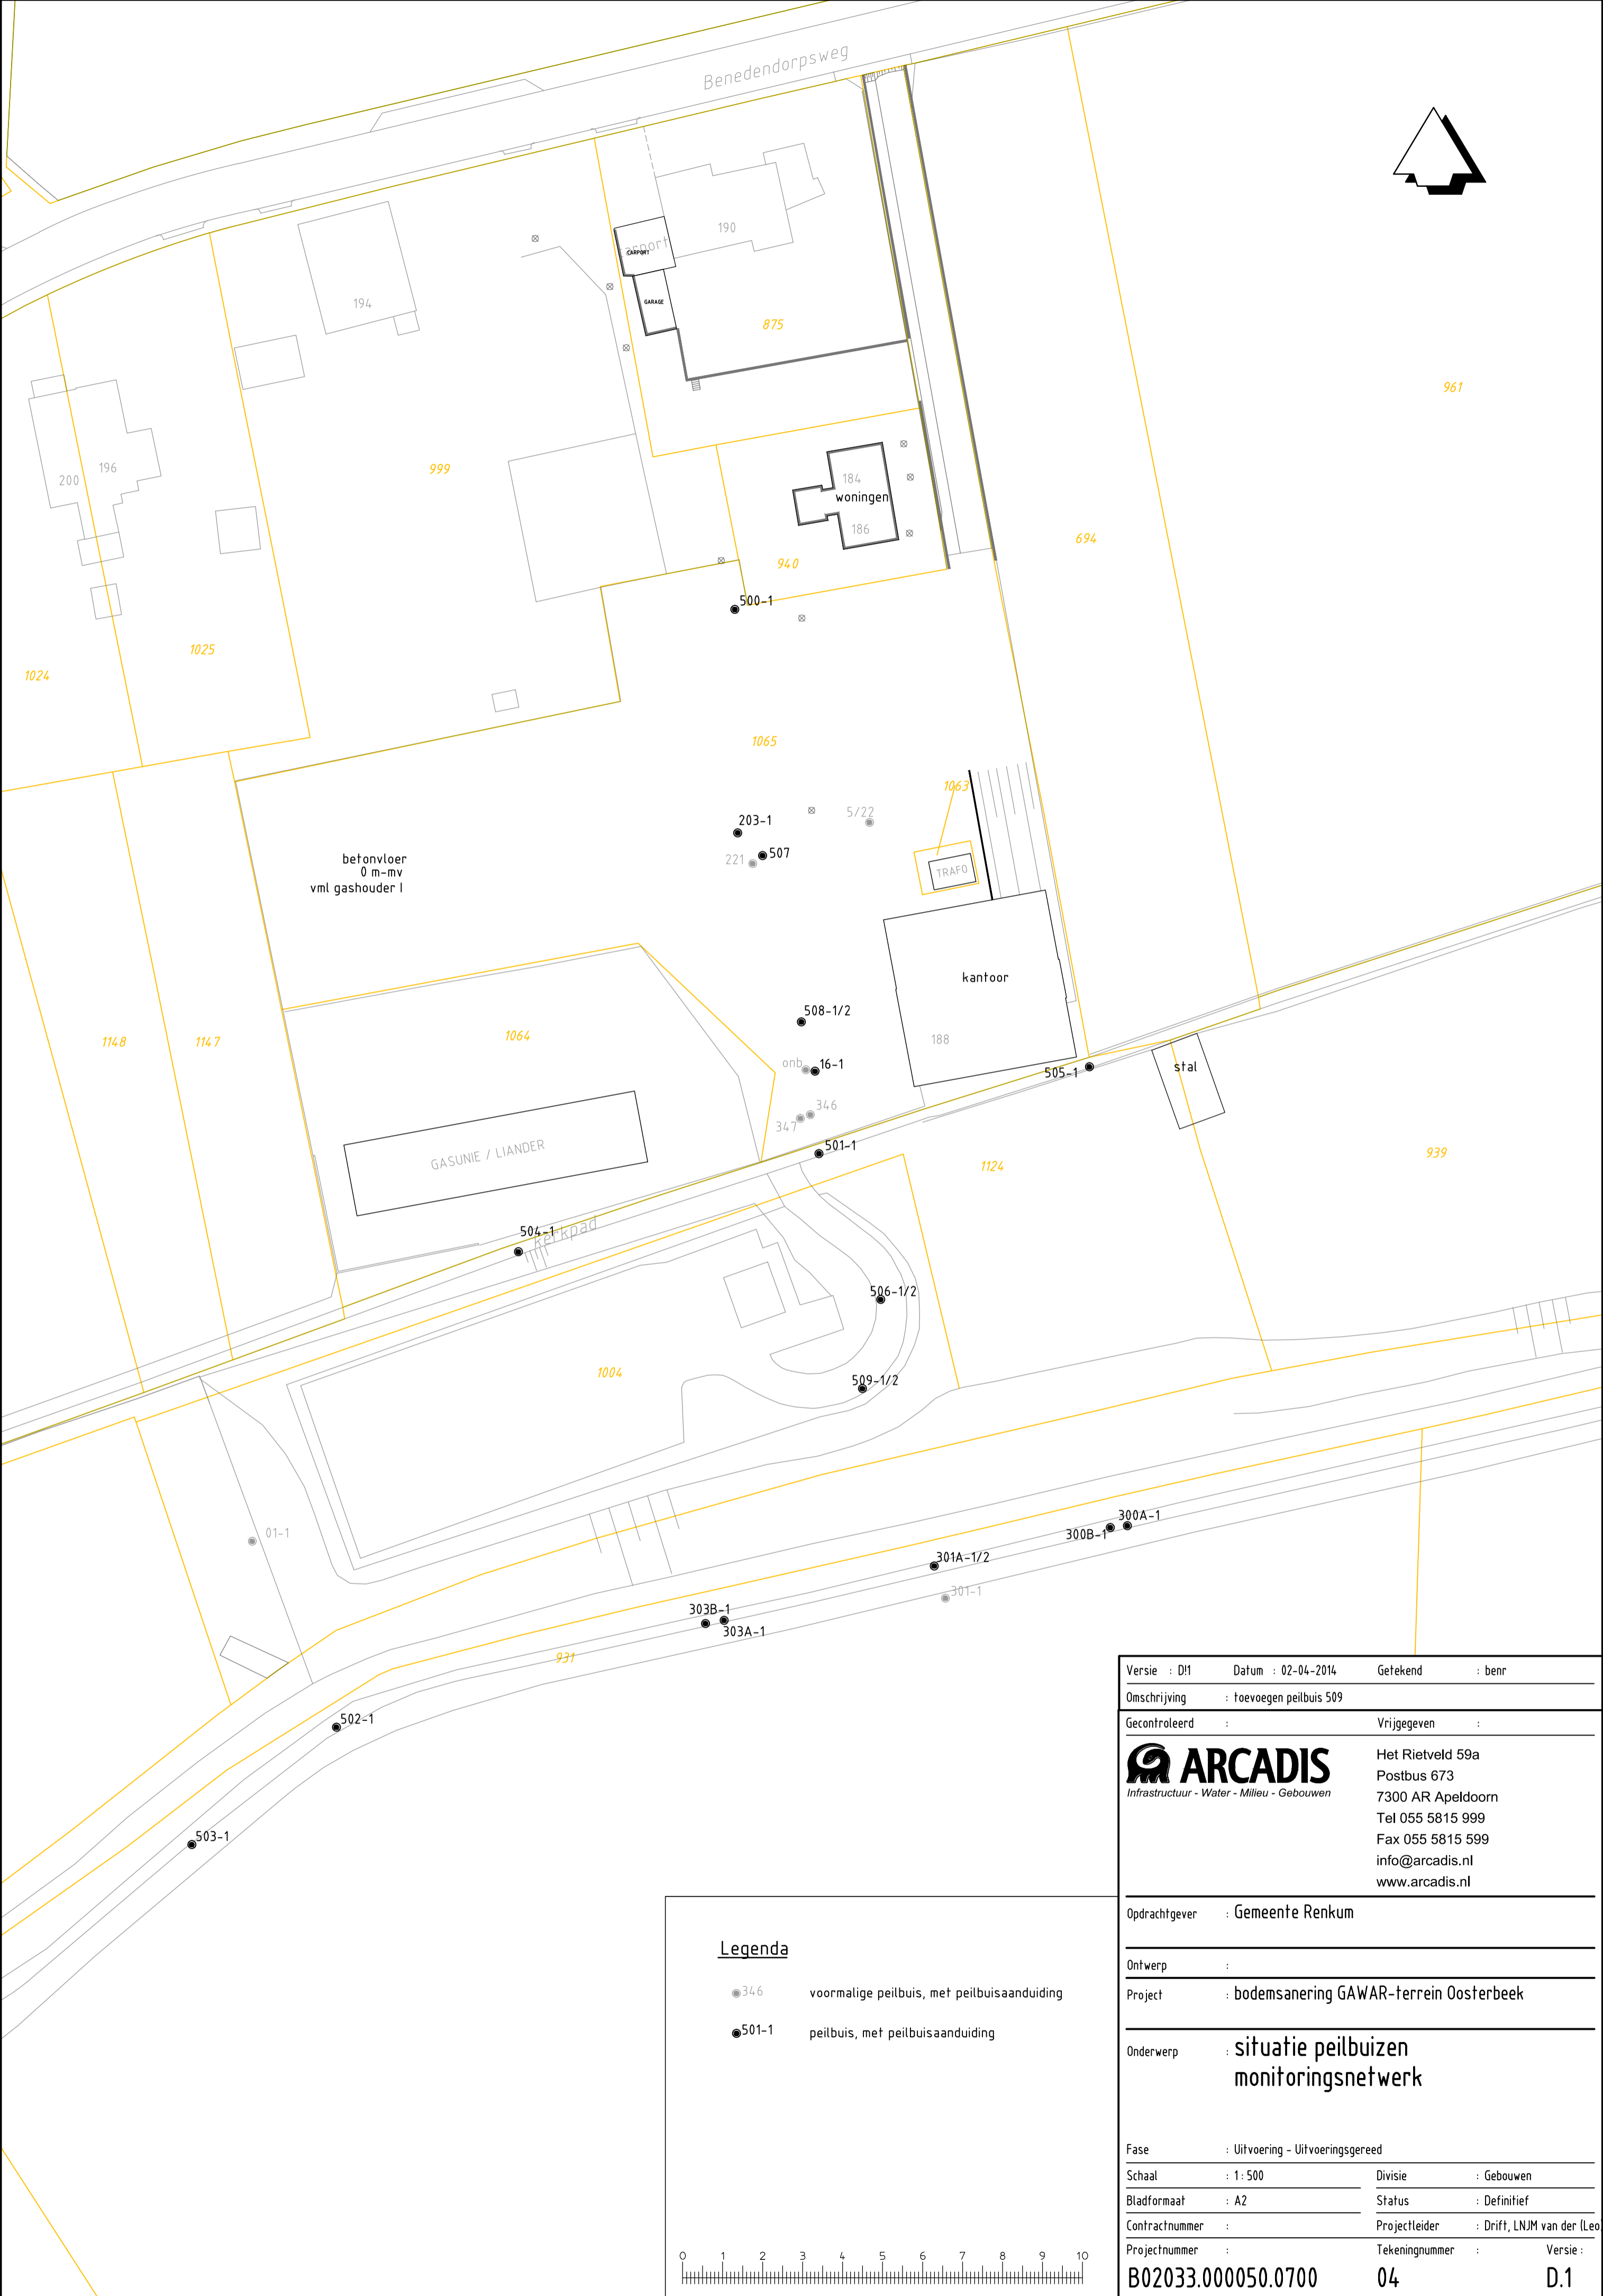 Benedendorpsweg
190
carport
CARPORT
GARAGE
194
875
961
999
196
200
184
woningen
186
694
940
500-1
1025
1024
1065
1063
5/22
203-1
507
221
TRAFO
betonvloer
0 m-mv
vml gashouder I
kantoor
508-1/2
1064
188
1148
1147
onb
16-1
505-1
stal
346
347
501-1
GASUNIE / LIANDER
1124
939
504-1
kerkpad
506-1/2
1004
509-1/2
01-1
300A-1
300B-1
301A-1/2
301-1
303B-1
303A-1
931
502-1
503-1
Legenda
346 voormalige peilbuis, met peilbuisaanduiding
501-1 peilbuis, met peilbuisaanduiding
0 1 2 3 4 5 6 7 8 9 10
Versie : D!1 Datum : 02-04-2014 Getekend : benr
Omschrijving : toevoegen peilbuis 509
Gecontroleerd : Vrijgegeven :
ARCADIS
Infrastructuur - Water - Milieu - Gebouwen
Het Rietveld 59a
Postbus 673
7300 AR Apeldoorn
Tel 055 5815 999
Fax 055 5815 599
info@arcadis.nl
www.arcadis.nl
Opdrachtgever : Gemeente Renkum
Ontwerp :
Project : bodemsanering GAWAR-terrein Oosterbeek
Onderwerp : situatie peilbuizen
monitoringsnetwerk
Fase : Uitvoering - Uitvoeringsgereed
Schaal : 1 : 500 Divisie : Gebouwen
Bladformaat : A2 Status : Definitief
Contractnummer : Projectleider : Drift, LNJM van der (Leo
Projectnummer : Tekeningnummer : Versie :
B02033.000050.0700 04 D.1